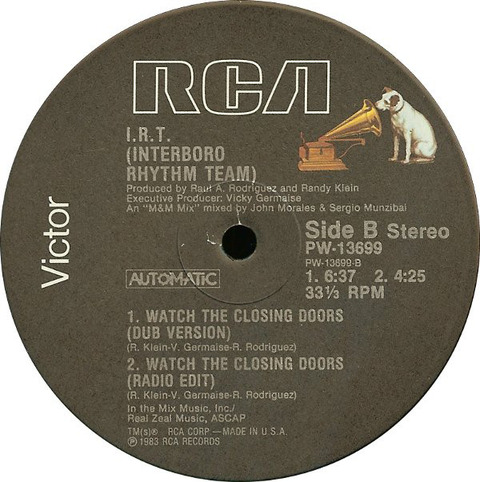 RCA
I.R.T.
(INTERBORO
RHYTHM TEAM)
Produced by Raul A. Rodriguez and Randy Klein
Executive Producer: Vicky Germaise
An "M&M Mix" mixed by John Morales & Sergio Munzibai
Victor
Side B Stereo
PW-13699
PW-13699-B
1. 6:37 2. 4:25
33⅓ RPM
AUTOMATIC
1. WATCH THE CLOSING DOORS
(DUB VERSION)
(R. Klein-V. Germaise-R. Rodriguez)
2. WATCH THE CLOSING DOORS
(RADIO EDIT)
(R. Klein-V. Germaise-R. Rodriguez)
In the Mix Music, Inc./
Real Zeal Music, ASCAP
TM(s)® RCA CORP.—MADE IN U.S.A.
℗ 1983 RCA RECORDS